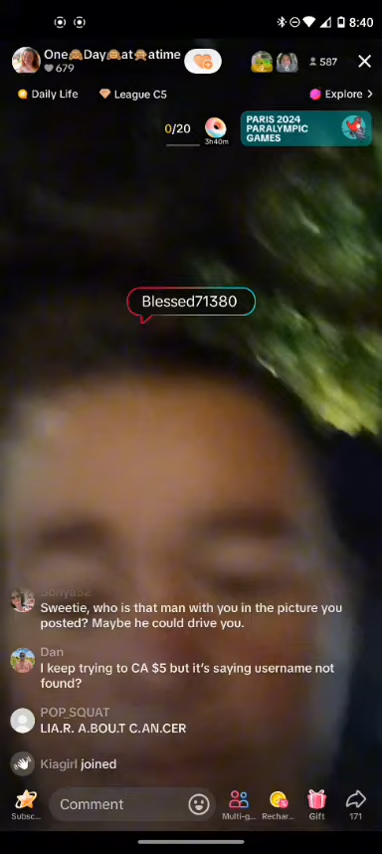 8:40
One🙈Day🙈at🙈atime
679
587
Daily Life
League C5
Explore >
0/20
3h40m
PARIS 2024
PARALYMPIC
GAMES
Blessed71380
Sweetie, who is that man with you in the picture you
posted? Maybe he could drive you.
Dan
I keep trying to CA $5 but it's saying username not
found?
POP_SQUAT
LIA.R. A.BOU.T C.AN.CER
Kiagirl joined
Comment
Subsc...
Multi-g...
Rechar...
Gift
171